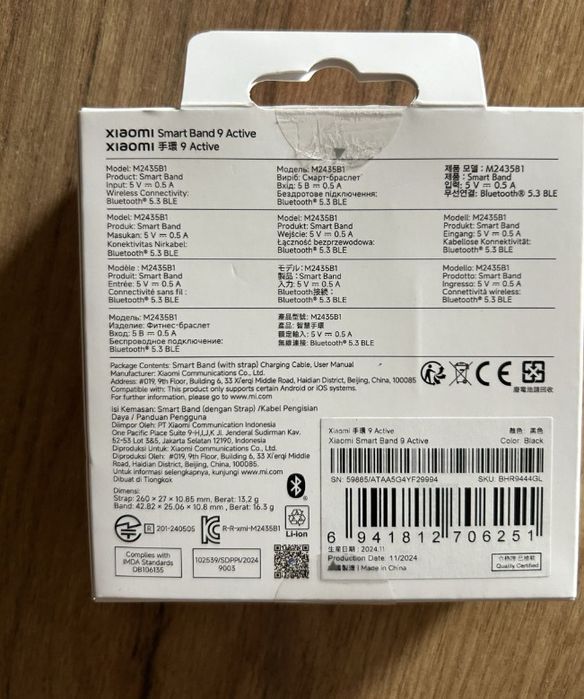 xiaomi Smart Band 9 Active
xiaomi 手環 9 Active
Model: M2435B1
Product: Smart Band
Input: 5 V⎓0.5 A
Wireless Connectivity:
Bluetooth® 5.3 BLE
Модель: M2435B1
Виріб: Смарт-браслет
Вхід: 5 В⎓0.5 A
Бездротове підключення:
Bluetooth® 5.3 BLE
제품 모델 : M2435B1
제품 : Smart Band
입력: 5 V⎓0.5 A
무선연결: Bluetooth® 5.3 BLE
Model: M2435B1
Produk: Smart Band
Masukan: 5 V⎓0.5 A
Konektivitas Nirkabel:
Bluetooth® 5.3 BLE
Model: M2435B1
Produkt: Smart Band
Wejście: 5 V⎓0.5 A
Łączność bezprzewodowa:
Bluetooth® 5.3 BLE
Modell: M2435B1
Produkt: Smart Band
Eingang: 5 V⎓0.5 A
Kabellose Konnektivität:
Bluetooth® 5.3 BLE
Modèle : M2435B1
Produit: Smart Band
Entrée: 5 V⎓0.5 A
Connectivité sans fil :
Bluetooth® 5.3 BLE
モデル: M2435B1
製品 : Smart Band
入力: 5 V⎓0.5 A
Bluetooth接続 :
Bluetooth® 5.3 BLE
Modello: M2435B1
Prodotto: Smart Band
Ingresso: 5 V⎓0.5 A
Connettività wireless:
Bluetooth® 5.3 BLE
Модель: M2435B1
Изделие: Фитнес-браслет
Вход: 5 В⎓0.5 A
Беспроводное подключение:
Bluetooth® 5.3 BLE
產品型號: M2435B1
產品: 智慧手環
額定輸入: 5 V⎓0.5 A
無線連接: Bluetooth® 5.3 BLE
Package Contents: Smart Band (with strap) Charging Cable, User Manual
Manufacturer: Xiaomi Communications Co., Ltd.
Address: #019, 9th Floor, Building 6, 33 Xi'erqi Middle Road, Haidian District, Beijing, China, 100085
Compatible with: This product only supports certain Android or iOS systems.
For further information, please go to www.mi.com
廢電池請回收
Isi Kemasan: Smart Band (dengan Strap) /Kabel Pengisian
Daya / Panduan Pengguna
Diimpor Oleh: PT Xiaomi Communication Indonesia
One Pacific Place Suite 9-H,I,J,K Jl. Jenderal Sudirman Kav.
52-53 Lot 3&5, Jakarta Selatan 12190, Indonesia
Diproduksi Untuk: Xiaomi Communications Co., Ltd.
Diproduksi Oleh: #019, 9th Floor, Building 6, 33 Xi'erqi Middle
Road, Haidian District, Beijing, China, 100085.
Untuk informasi selengkapnya, kunjungi www.mi.com
Dibuat di Tiongkok
Dimensi:
Strap: 260 × 27 × 10.85 mm, Berat: 13,2 g
Band: 42.82 × 25.06 × 10.8 mm , Berat: 16.3 g
R 201-240505
R-R-xmi-M2435B1
Li-ion
Complies with
IMDA Standards
DB106135
102539/SDPPI/2024
9003
Xiaomi 手環 9 Active
顏色: 黑色
Xiaomi Smart Band 9 Active
Color: Black
SN: 59885/ATAA5G4YF29994
SKU: BHR9444GL
6 941812 706251
生産日期 : 2024.11
Production Date: 11/2024
Made in China
Quality Certified